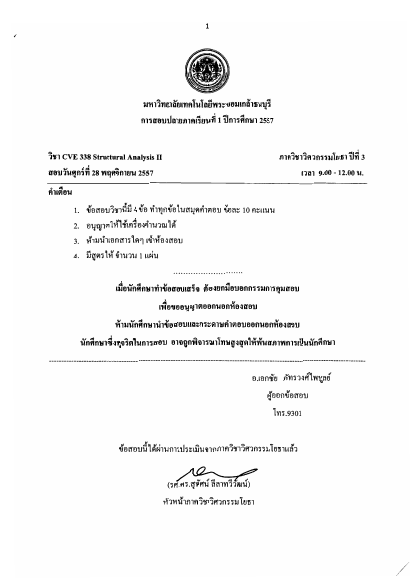 1
มหาวิทยาลัยเทคโนโลยีพระจอมเกล้าธนบุรี
การสอบปลายภาคเรียนที่ 1 ปีการศึกษา 2557
วิชา CVE 338 Structural Analysis II ภาควิชาวิศวกรรมโยธา ปีที่ 3
สอบวันศุกร์ที่ 28 พฤศจิกายน 2557 เวลา 9.00 - 12.00 น.
คำเตือน
1. ข้อสอบวิชานี้มี 4 ข้อ ทำทุกข้อในสมุดคำตอบ ข้อละ 10 คะแนน
2. อนุญาตให้ใช้เครื่องคำนวณได้
3. ห้ามนำเอกสารใดๆ เข้าห้องสอบ
4. มีสูตรให้ จำนวน 1 แผ่น
เมื่อนักศึกษาทำข้อสอบเสร็จ ต้องยกมือบอกกรรมการคุมสอบ
เพื่อขออนุญาตออกนอกห้องสอบ
ห้ามนักศึกษานำข้อสอบและกระดาษคำตอบออกนอกห้องสอบ
นักศึกษาซึ่งทุจริตในการสอบ อาจถูกพิจารณาโทษสูงสุดให้พ้นสภาพการเป็นนักศึกษา
อ.เอกชัย ภัทรวงศ์ไพบูลย์
ผู้ออกข้อสอบ
โทร.9301
ข้อสอบนี้ได้ผ่านการประเมินจากภาควิชาวิศวกรรมโยธาแล้ว
(รศ.ดร.สุทัศน์ ลีลาทวีวัฒน์)
หัวหน้าภาควิชาวิศวกรรมโยธา